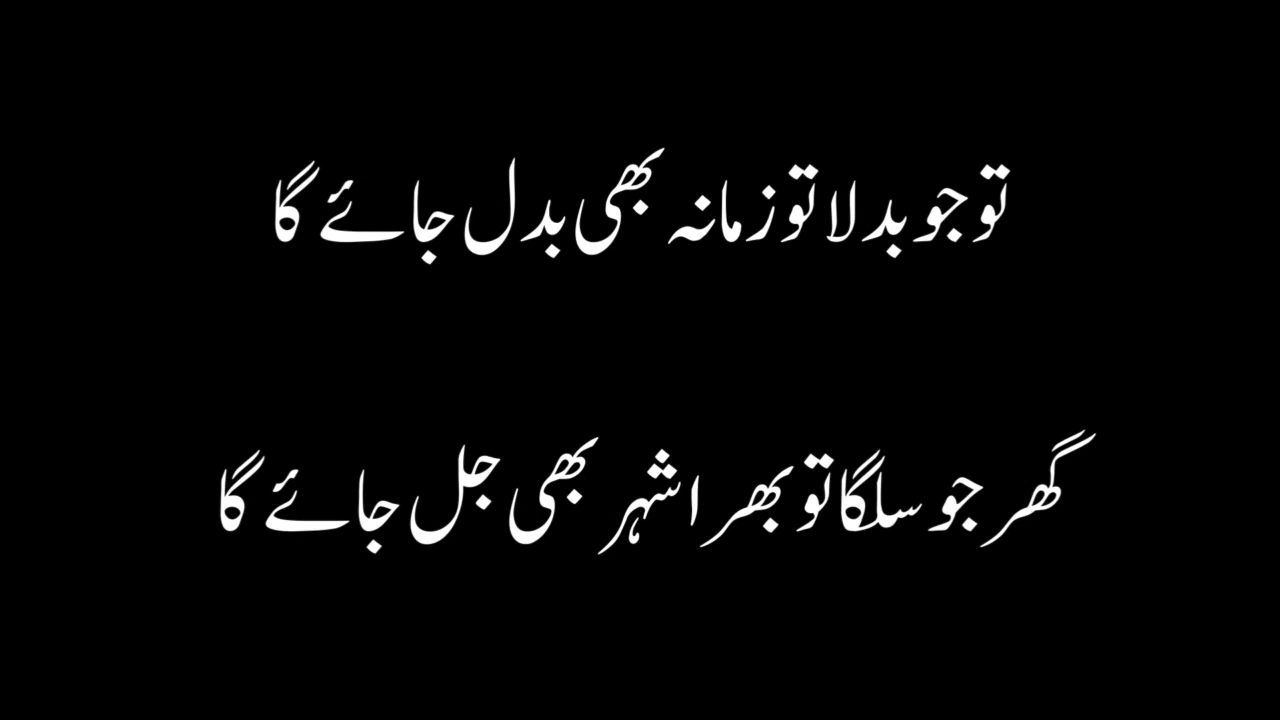 تو جو بدلا تو زمانہ بھی بدل جائے گا
گھر جو سلگا تو بھرا شہر بھی جل جائے گا